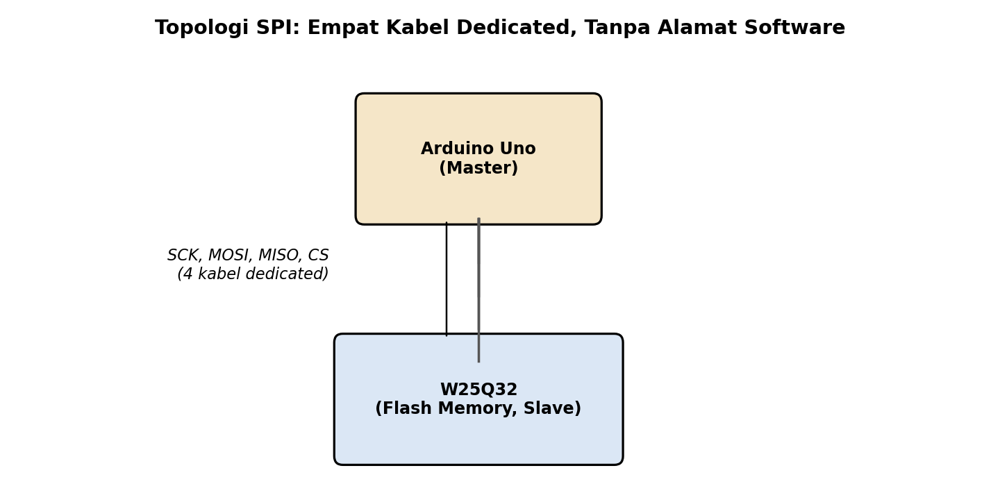 Topologi SPI: Empat Kabel Dedicated, Tanpa Alamat Software
Arduino Uno
(Master)
SCK, MOSI, MISO, CS
(4 kabel dedicated)
W25Q32
(Flash Memory, Slave)